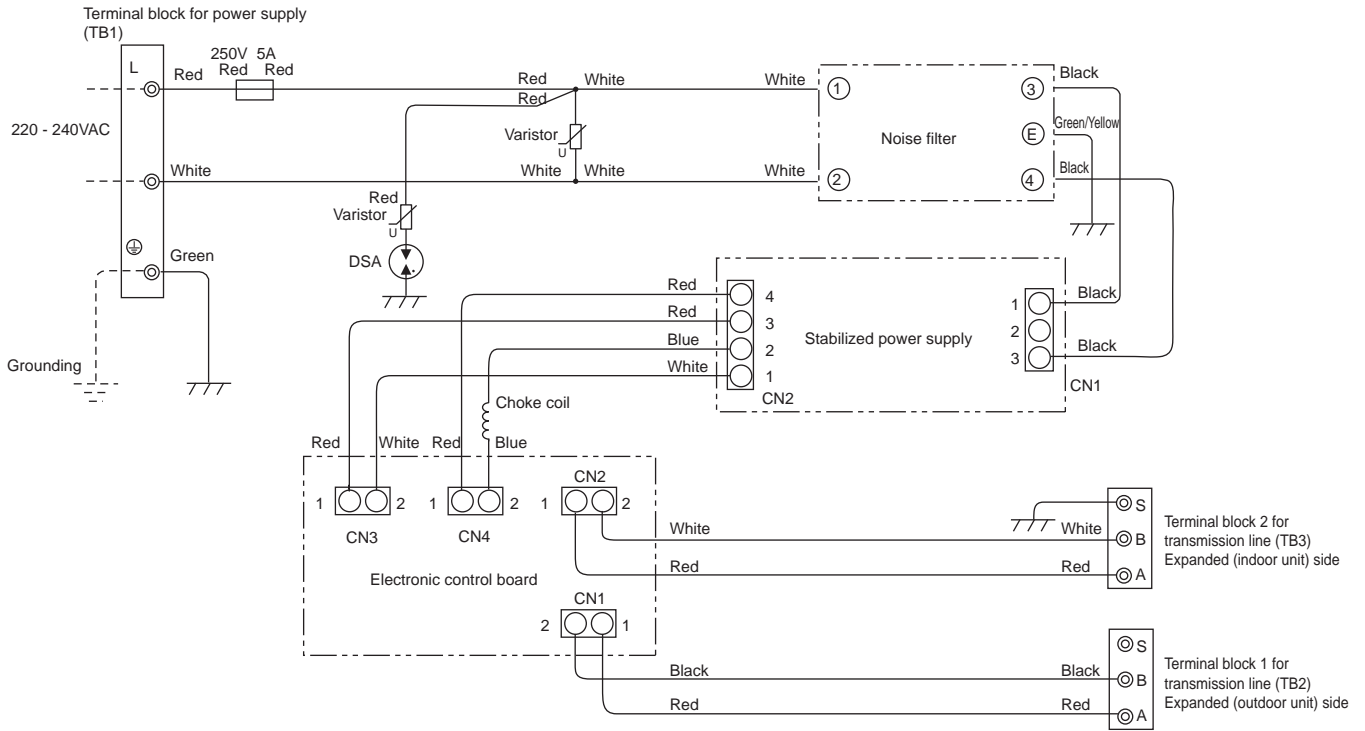 Terminal block for power supply
(TB1)
L
Red
250V 5A
Red Red
Red
White
White
Red
220 - 240VAC
Varistor
U
White
White White
White
1
2
Noise filter
3
E
4
Black
Green/Yellow
Black
Red
Varistor
U
DSA
Green
Grounding
Red
Red
Blue
White
4
3
2
1
CN2
Stabilized power supply
1
2
3
CN1
Black
Black
Choke coil
Red White Red Blue
1 2
CN3
1 2
CN4
CN2
1 2
Electronic control board
CN1
2 1
White
White
Red
Red
S
B
A
Terminal block 2 for
transmission line (TB3)
Expanded (indoor unit) side
Black
Black
Red
Red
S
B
A
Terminal block 1 for
transmission line (TB2)
Expanded (outdoor unit) side